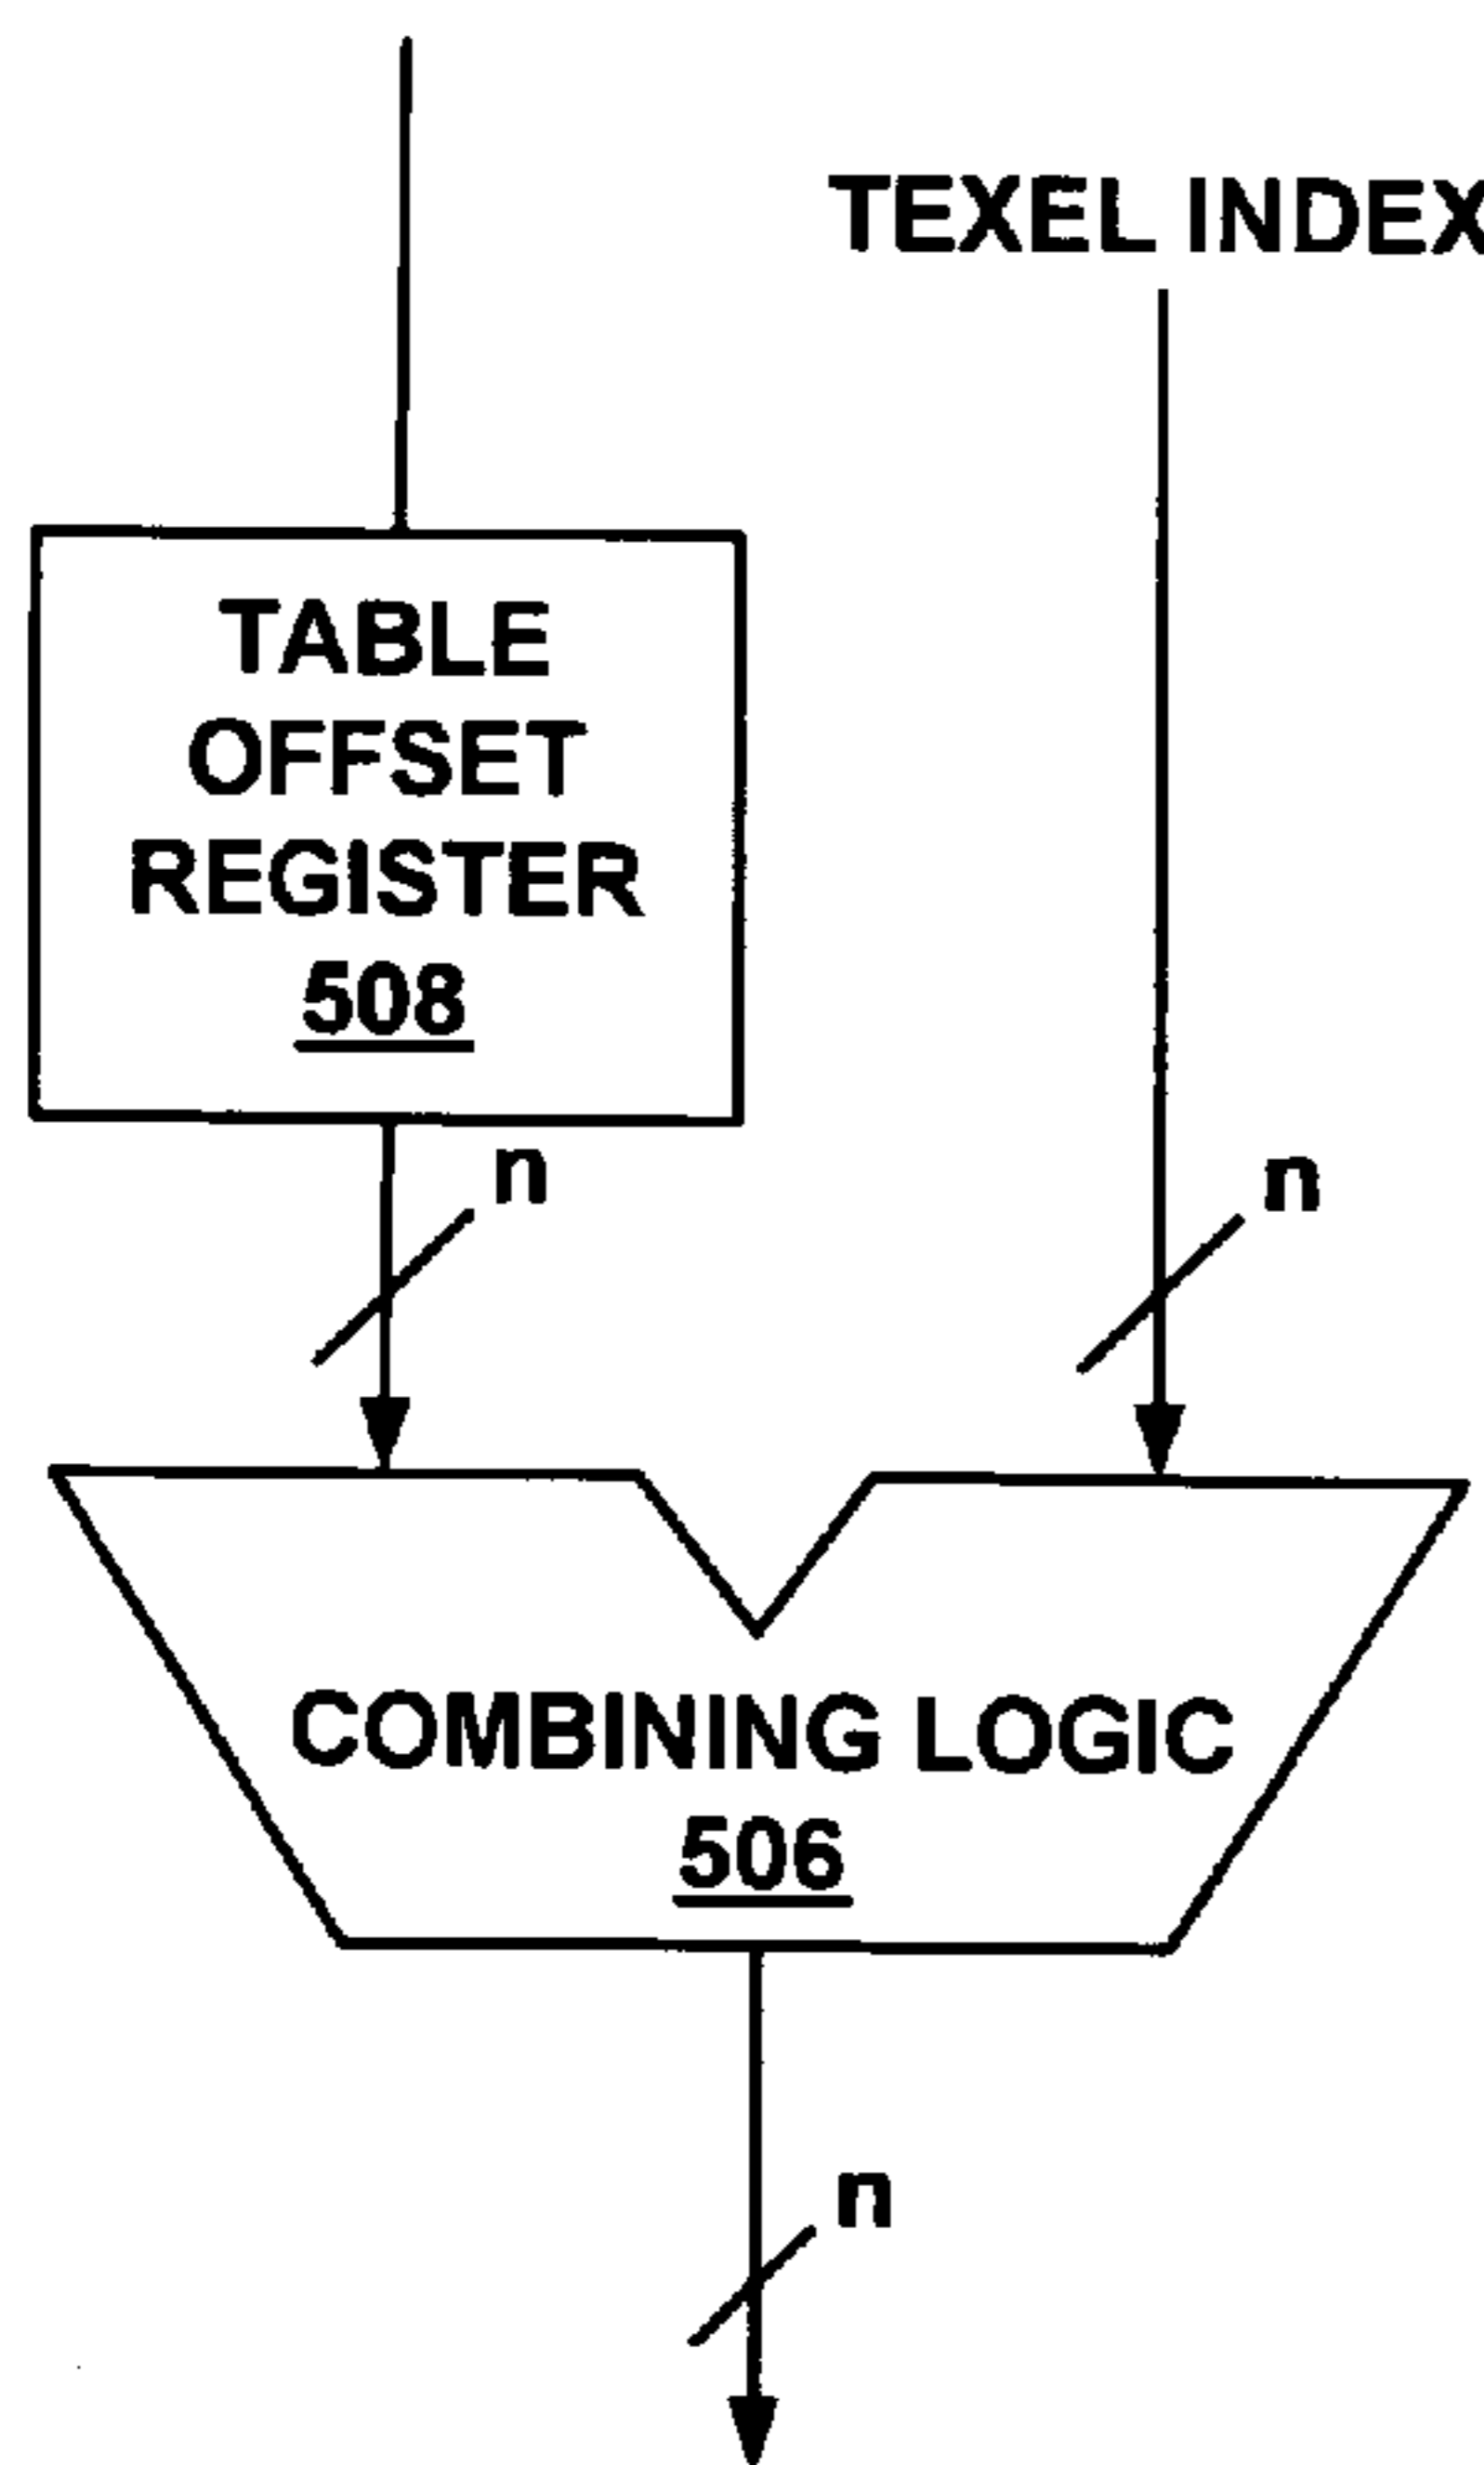 TEXEL INDEX
TABLE
OFFSET
REGISTER
508
n
n
COMBINING LOGIC
506
n